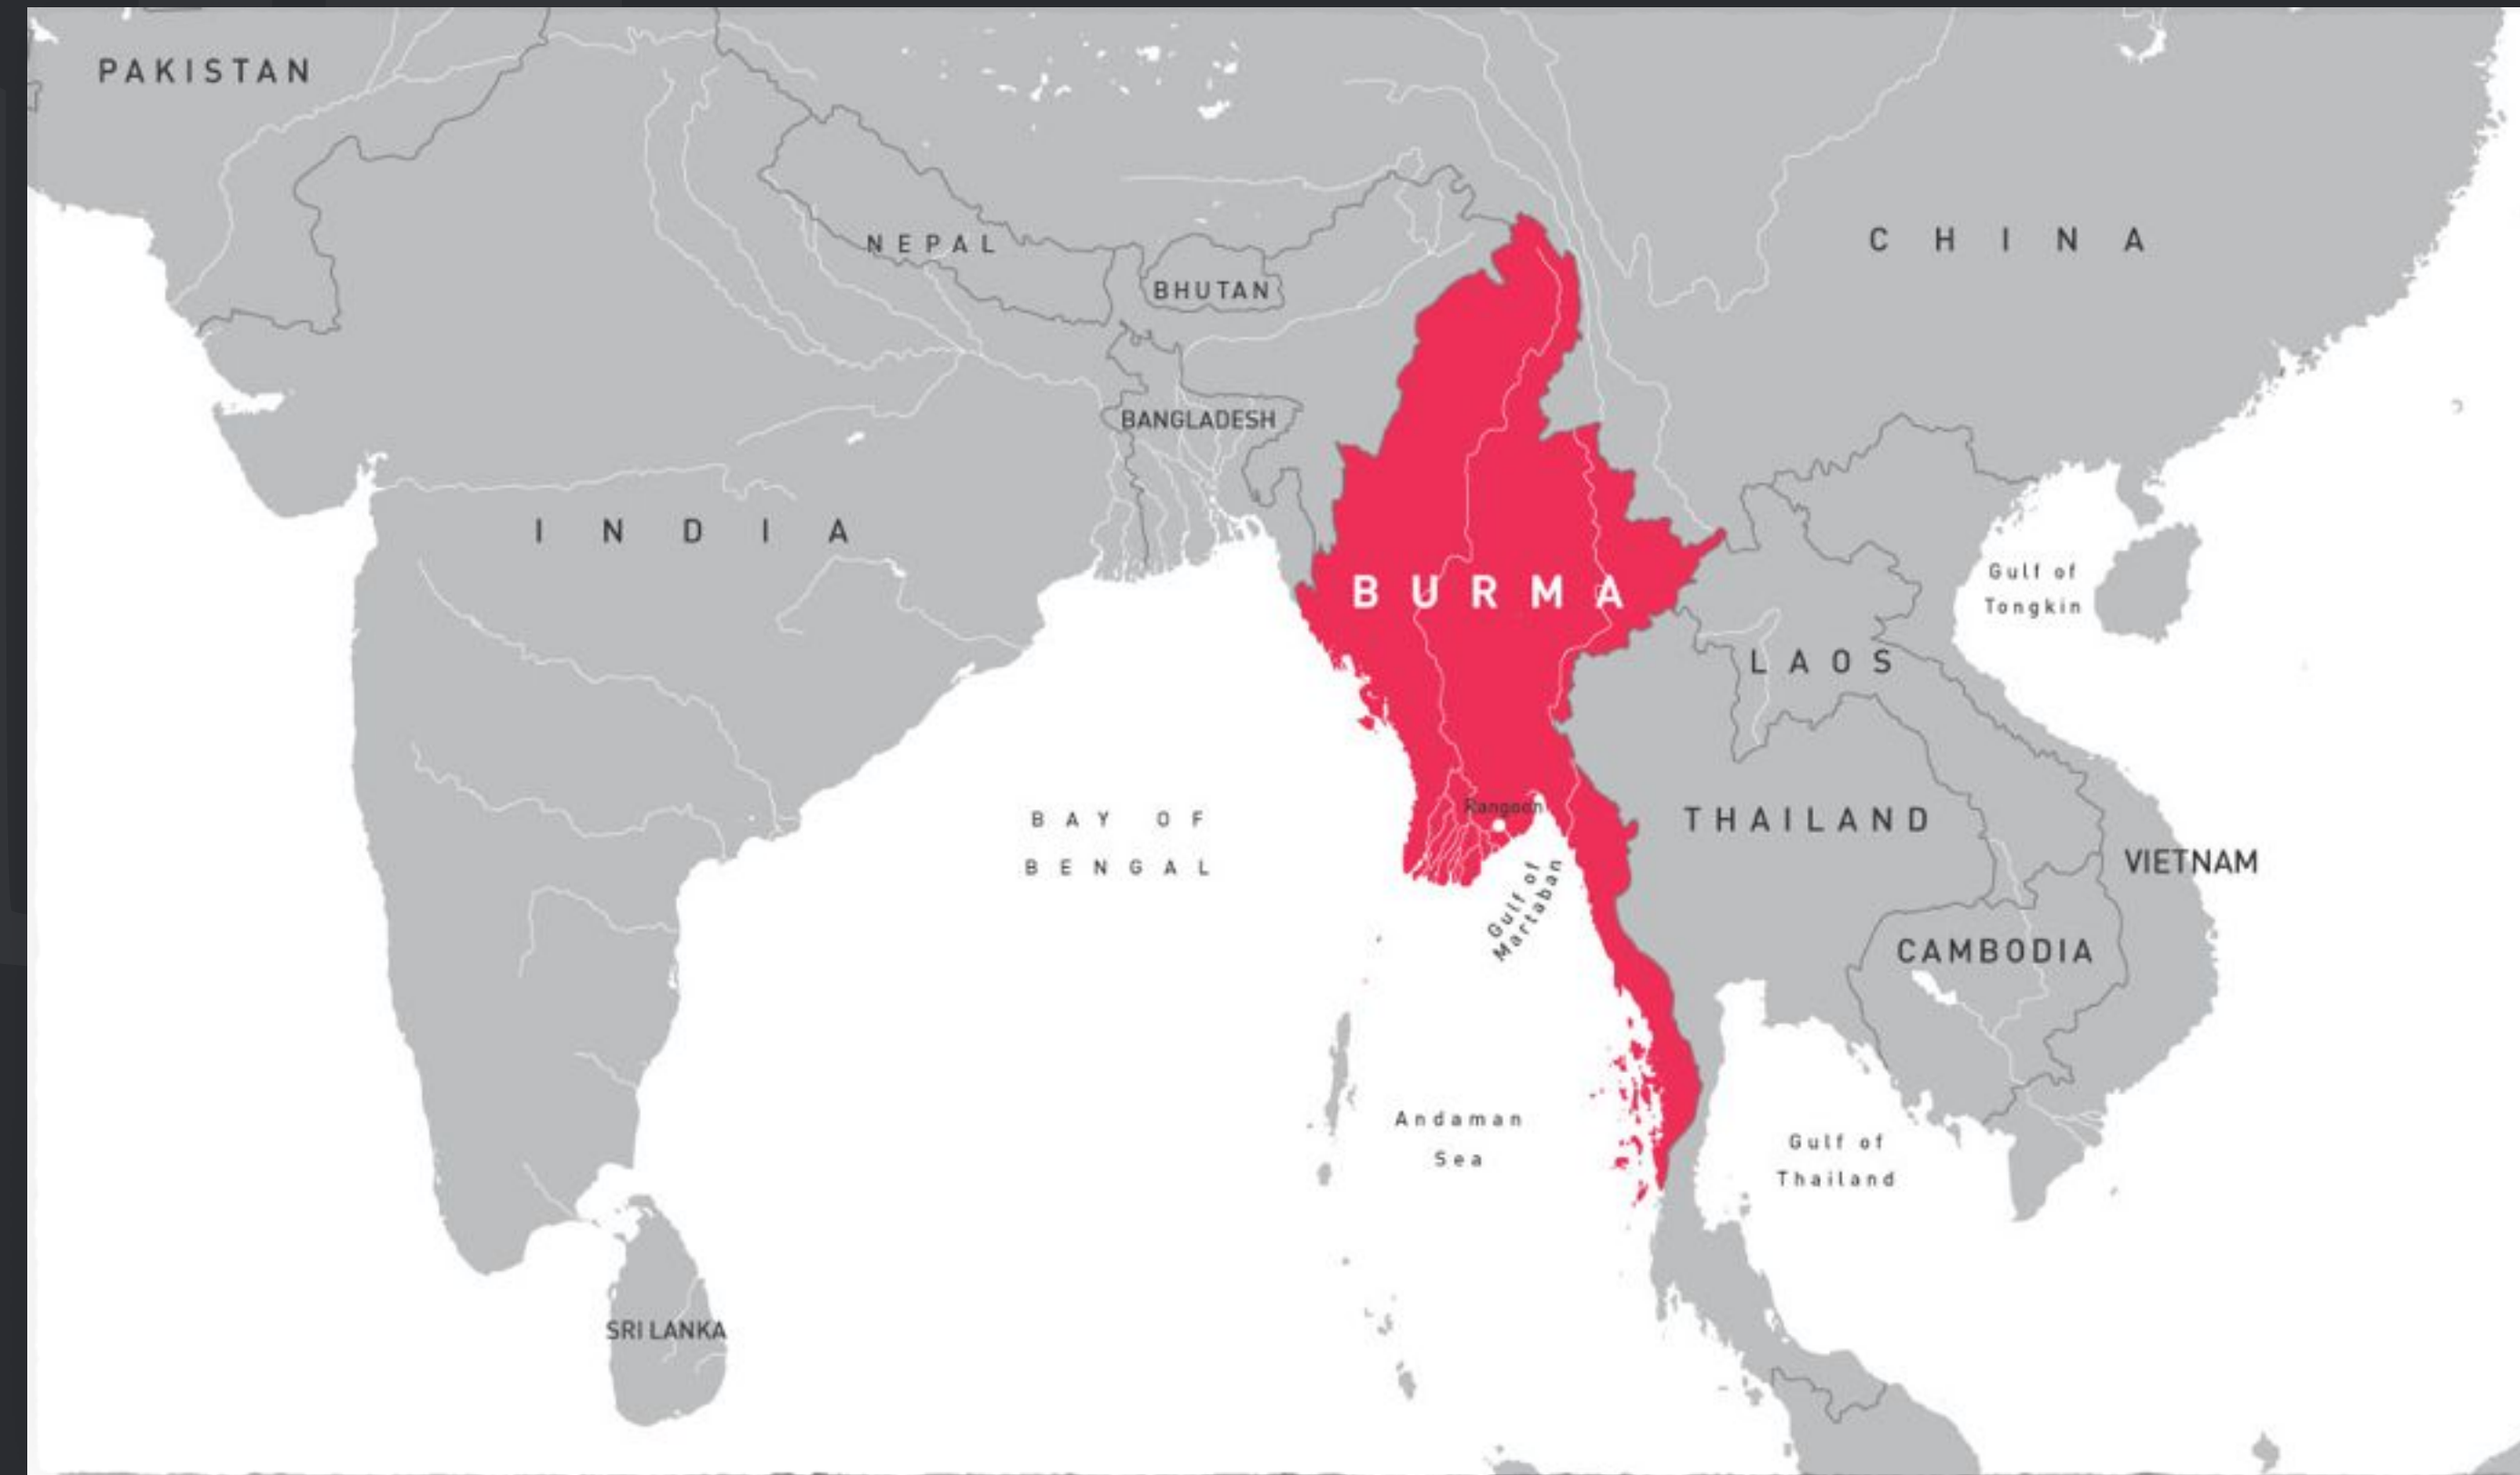 PAKISTAN
CHINA
NEPAL
BHUTAN
BANGLADESH
INDIA
BURMA
Gulf of
Tongkin
LAOS
Rangoon
BAY OF
BENGAL
THAILAND
VIETNAM
Gulf of
Martaban
CAMBODIA
Andaman
Sea
Gulf of
Thailand
SRI LANKA